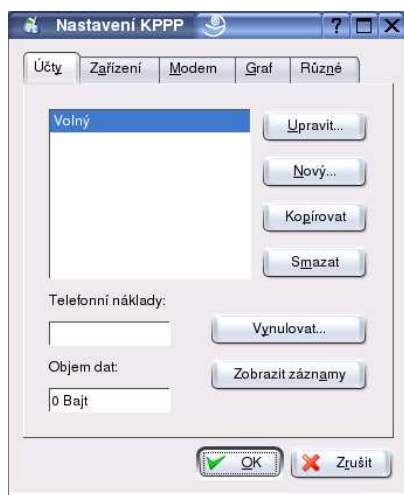 Nastavení KPPP
Účty
Zařízení
Modem
Graf
Různé
Volný
Upravit...
Nový...
Kopírovat
Smazat
Telefonní náklady:
Vynulovat...
Objem dat:
Zobrazit záznamy
0 Bajt
OK
Zrušit